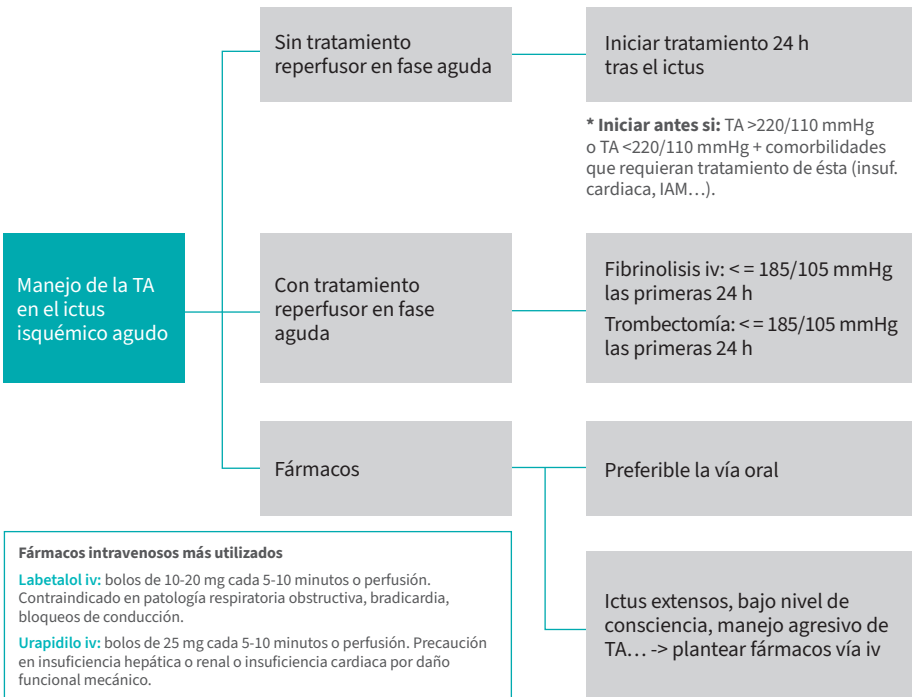 Sin tratamiento
reperfusor en fase aguda
Iniciar tratamiento 24 h
tras el ictus
* Iniciar antes si: TA >220/110 mmHg
o TA <220/110 mmHg + comorbilidades
que requieran tratamiento de ésta (insuf.
cardiaca, IAM…).
Manejo de la TA
en el ictus
isquémico agudo
Con tratamiento
reperfusor en fase
aguda
Fibrinolisis iv: < = 185/105 mmHg
las primeras 24 h
Trombectomía: < = 185/105 mmHg
las primeras 24 h
Fármacos
Preferible la vía oral
Ictus extensos, bajo nivel de
consciencia, manejo agresivo de
TA… -> plantear fármacos vía iv
Fármacos intravenosos más utilizados
Labetalol iv: bolos de 10-20 mg cada 5-10 minutos o perfusión.
Contraindicado en patología respiratoria obstructiva, bradicardia,
bloqueos de conducción.
Urapidilo iv: bolos de 25 mg cada 5-10 minutos o perfusión. Precaución
en insuficiencia hepática o renal o insuficiencia cardiaca por daño
funcional mecánico.